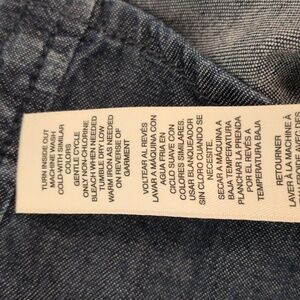 TURN INSIDE OUT
MACHINE WASH
COLD-WITH SIMILAR
COLORS
GENTLE CYCLE
ONLY NON-CHLORINE
BLEACH WHEN NEEDED
TUMBLE DRY LOW
WARM IRON AS NEEDED
ON REVERSE OF
GARMENT
VOLTEAR AL REVÉS
LAVAR A MÁQUINA CON
AGUA FRIA EN
CICLO SUAVE CON
COLORES SIMILARES.
USAR BLANQUEADOR
SIN CLORO CUANDO SE
NECESITE.
SECAR A MÁQUINA A
BAJA TEMPERATURA
PLANCHAR LA PRENDA
POR EL REVÉS A
TEMPERATURA BAJA
RETOURNER
LAVER À LA MACHINE À